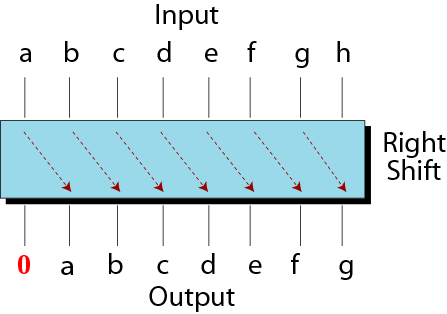 Input
a b c d e f g h
Right
Shift
0 a b c d e f g
Output